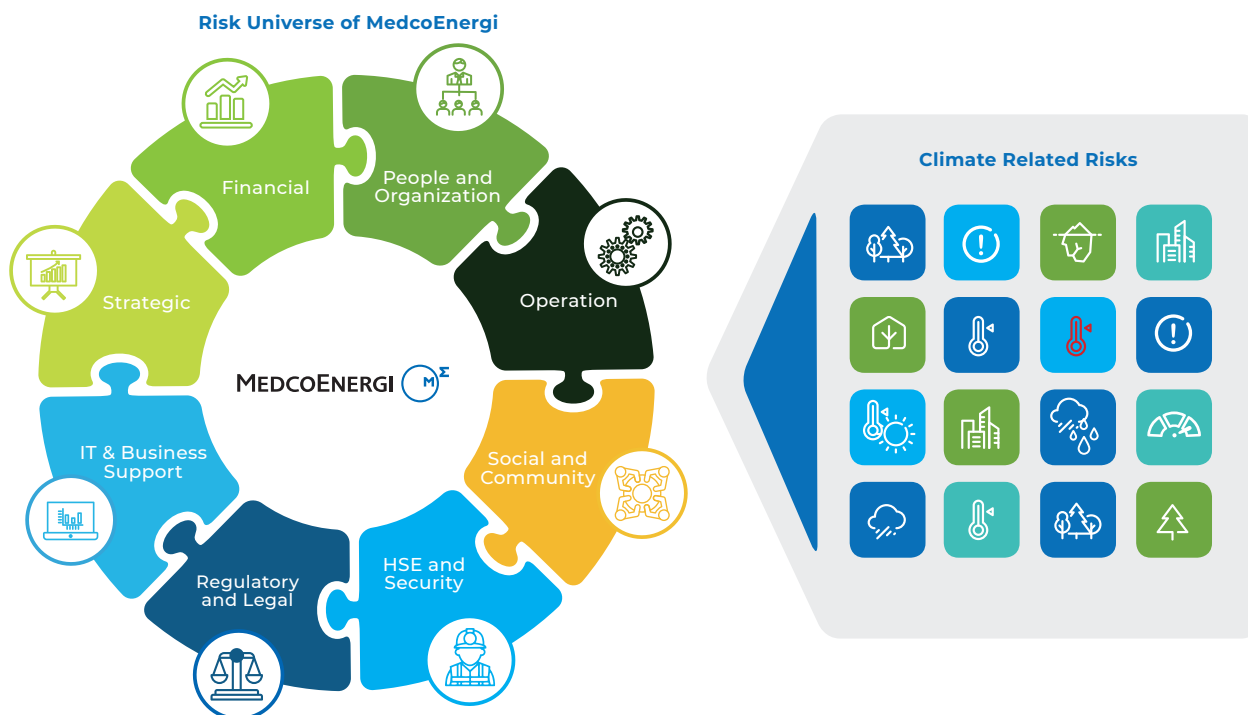 Risk Universe of MedcoEnergi
Financial
People and
Organization
Operation
Strategic
MEDCOENERGI
M
Σ
IT & Business
Support
Social and
Community
Regulatory
and Legal
HSE and
Security
Climate Related Risks